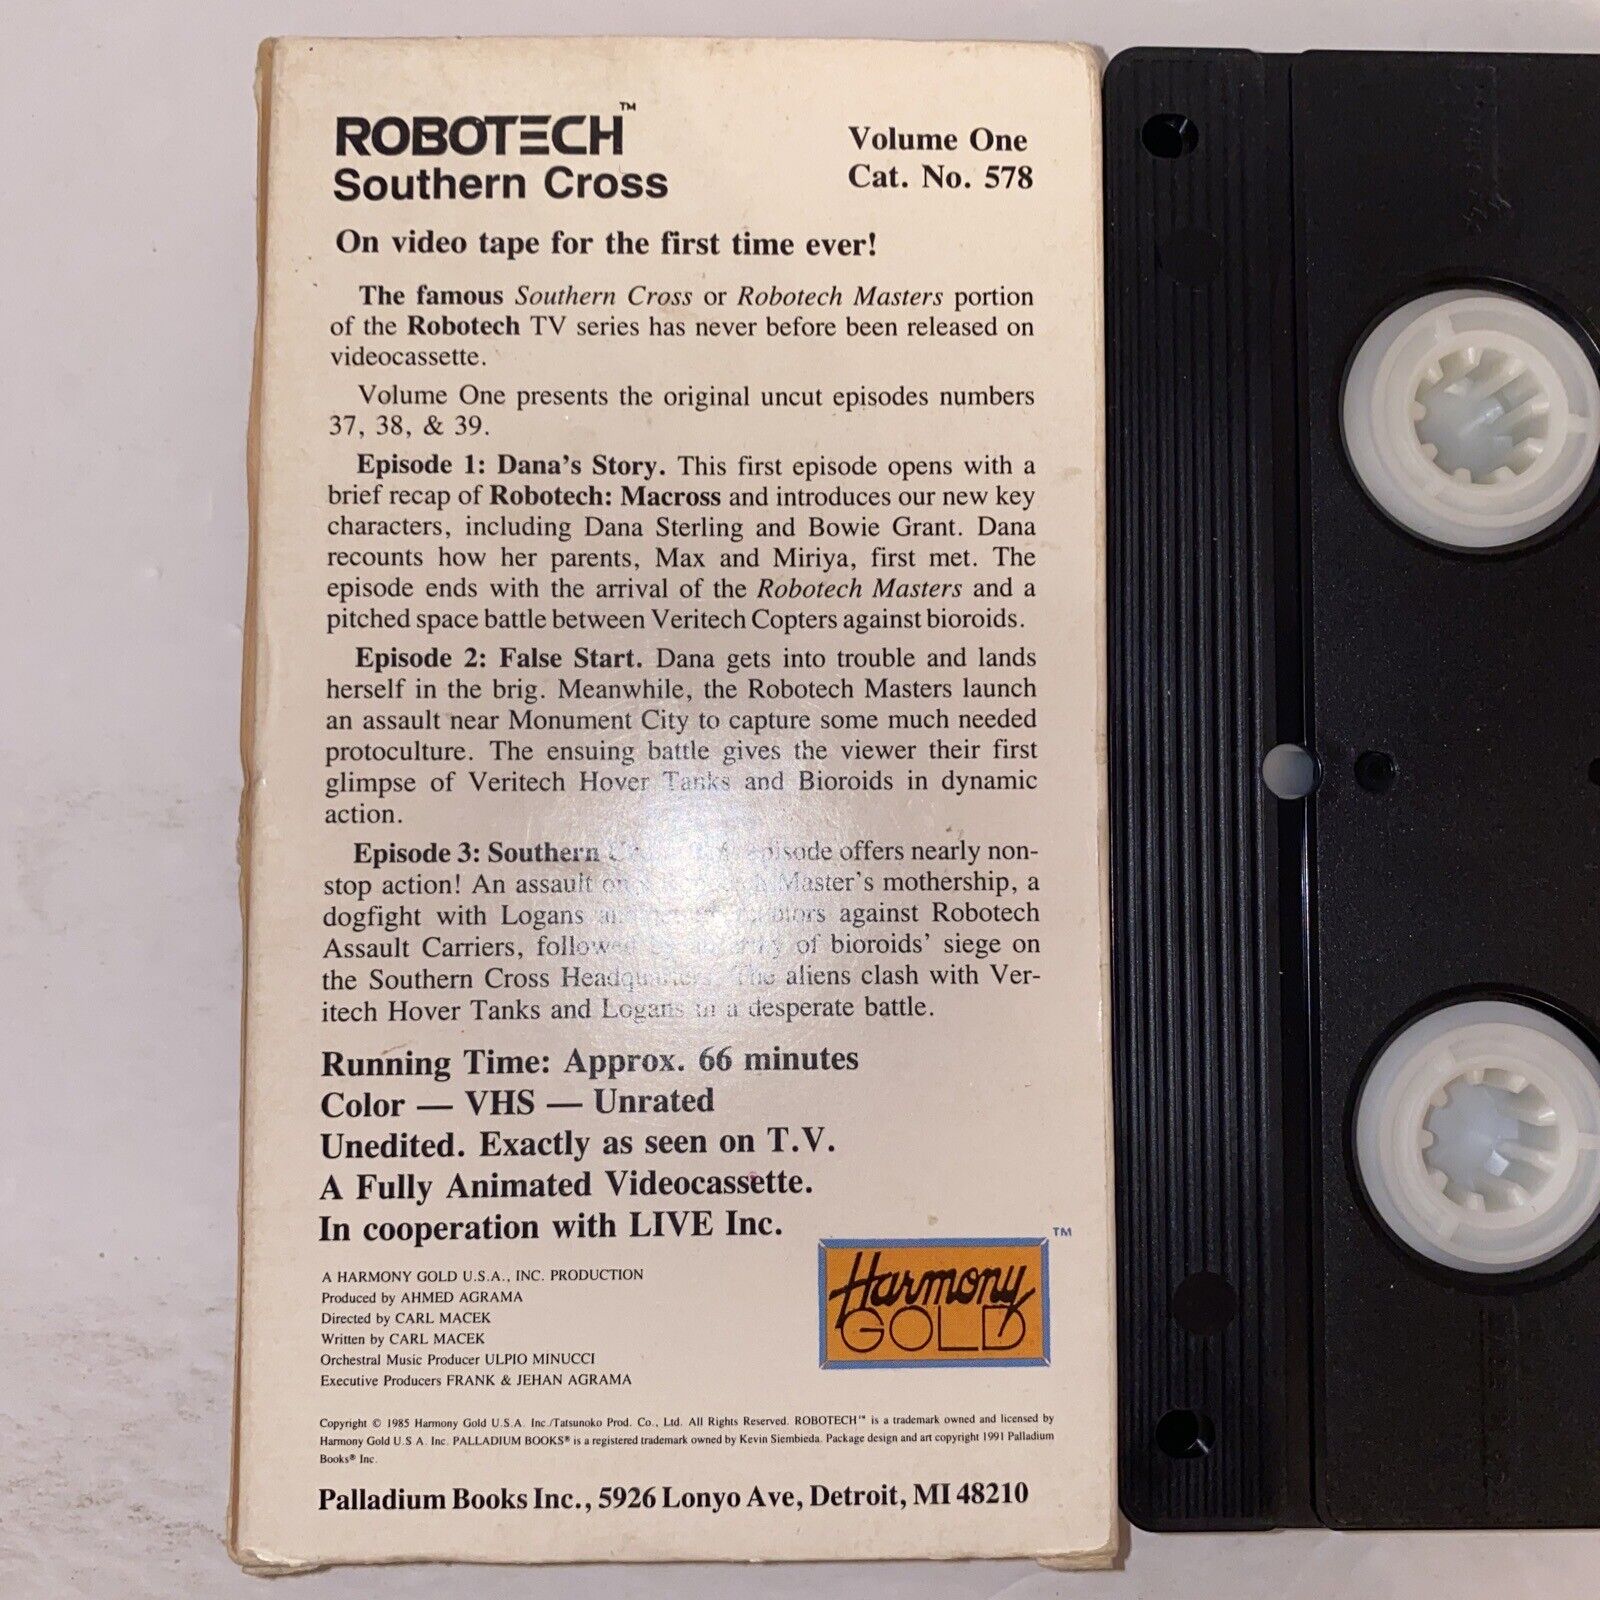 ROBOTECH™
Southern Cross
Volume One
Cat. No. 578
On video tape for the first time ever!
The famous Southern Cross or Robotech Masters portion
of the Robotech TV series has never before been released on
videocassette.
Volume One presents the original uncut episodes numbers
37, 38, & 39.
Episode 1: Dana's Story. This first episode opens with a
brief recap of Robotech: Macross and introduces our new key
characters, including Dana Sterling and Bowie Grant. Dana
recounts how her parents, Max and Miriya, first met. The
episode ends with the arrival of the Robotech Masters and a
pitched space battle between Veritech Copters against bioroids.
Episode 2: False Start. Dana gets into trouble and lands
herself in the brig. Meanwhile, the Robotech Masters launch
an assault near Monument City to capture some much needed
protoculture. The ensuing battle gives the viewer their first
glimpse of Veritech Hover Tanks and Bioroids in dynamic
action.
Episode 3: Southern episode offers nearly non-
stop action! An assault on Master's mothership, a
dogfight with Logans against Robotech
Assault Carriers, followed by of bioroids' siege on
the Southern Cross Headquarters. The aliens clash with Ver-
itech Hover Tanks and Logans in a desperate battle.
Running Time: Approx. 66 minutes
Color — VHS — Unrated
Unedited. Exactly as seen on T.V.
A Fully Animated Videocassette.
In cooperation with LIVE Inc.
A HARMONY GOLD U.S.A., INC. PRODUCTION
Produced by AHMED AGRAMA
Directed by CARL MACEK
Written by CARL MACEK
Orchestral Music Producer ULPIO MINUCCI
Executive Producers FRANK & JEHAN AGRAMA
Harmony
GOLD
TM
Copyright © 1985 Harmony Gold U.S.A. Inc./Tatsunoko Prod. Co., Ltd. All Rights Reserved. ROBOTECH™ is a trademark owned and licensed by
Harmony Gold U.S A. Inc. PALLADIUM BOOKS® is a registered trademark owned by Kevin Siembieda. Package design and art copyright 1991 Palladium
Books® Inc.
Palladium Books Inc., 5926 Lonyo Ave, Detroit, MI 48210